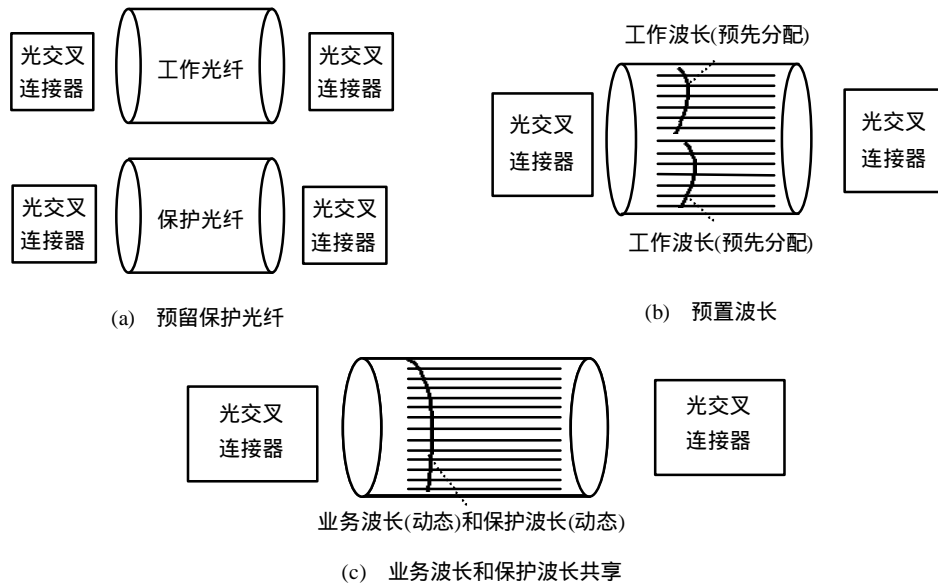 光交叉
连接器
工作光纤
光交叉
连接器
光交叉
连接器
保护光纤
光交叉
连接器
(a) 预留保护光纤
工作波长(预先分配)
光交叉
连接器
光交叉
连接器
工作波长(预先分配)
(b) 预置波长
光交叉
连接器
光交叉
连接器
业务波长(动态)和保护波长(动态)
(c) 业务波长和保护波长共享